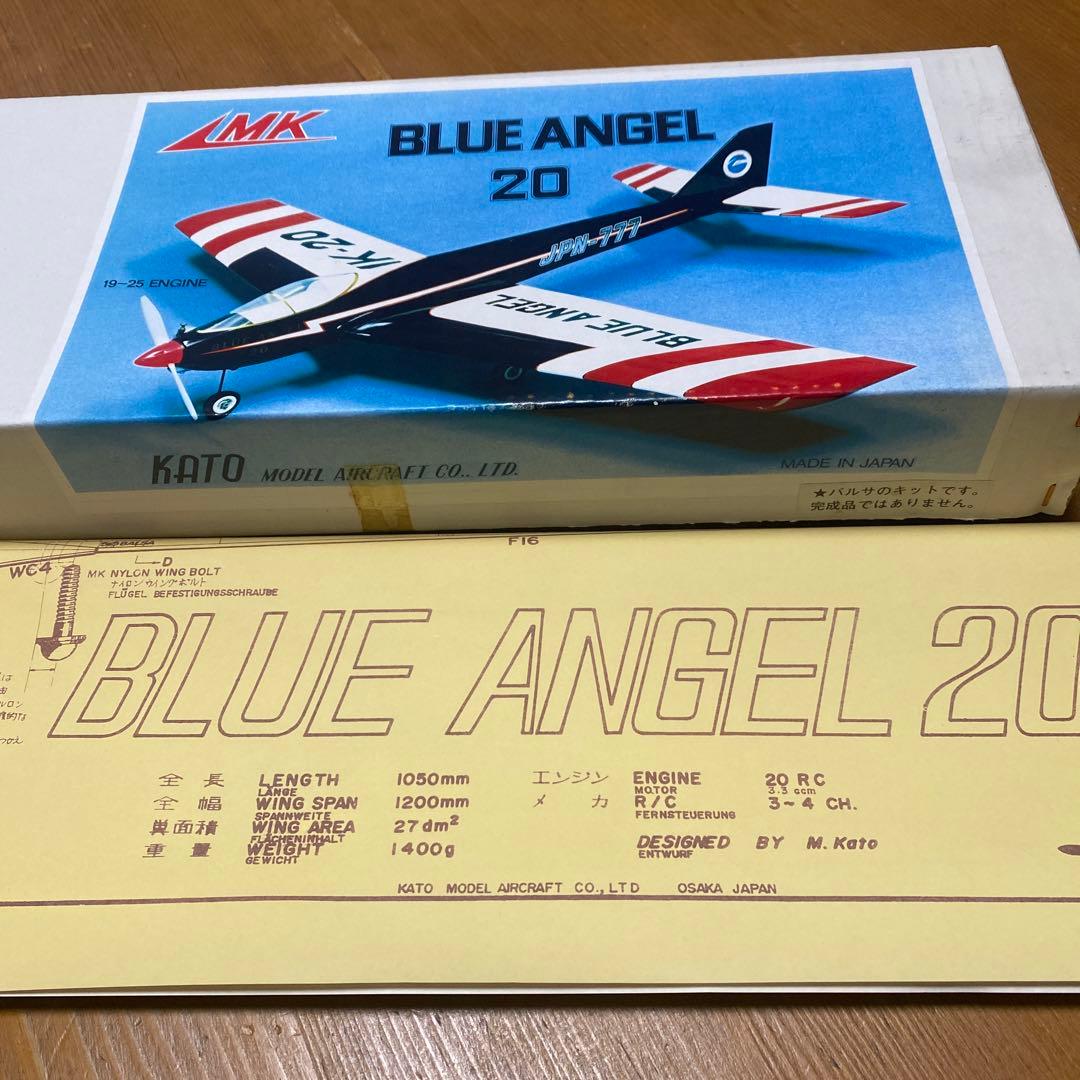 MK
BLUE ANGEL
20
19~25 ENGINE
K-20
JPN-777
BLUE ANGEL
BLUE
20
KATO MODEL AIRCRAFT CO., LTD.
MADE IN JAPAN
★バルサのキットです。
完成品ではありません。
BALSA
F16
D
WC4
MK NYLON WING BOLT
ナイロンウイングボルト
FLÜGEL BEFESTIGUNGSSCHRAUBE
BLUE ANGEL 20
全長 LENGTH 1050mm
LÄNGE
全幅 WING SPAN 1200mm
SPANNWEITE
翼面積 WING AREA 27dm²
FLÄCHENINHALT
重量 WEIGHT 1400g
GEWICHT
エンジン ENGINE 20 RC
MOTOR 3.3 ccm
メカ R/C 3~4 CH.
FERNSTEUERUNG
DESIGNED BY M. Kato
ENTWURF
KATO MODEL AIRCRAFT CO., LTD OSAKA JAPAN